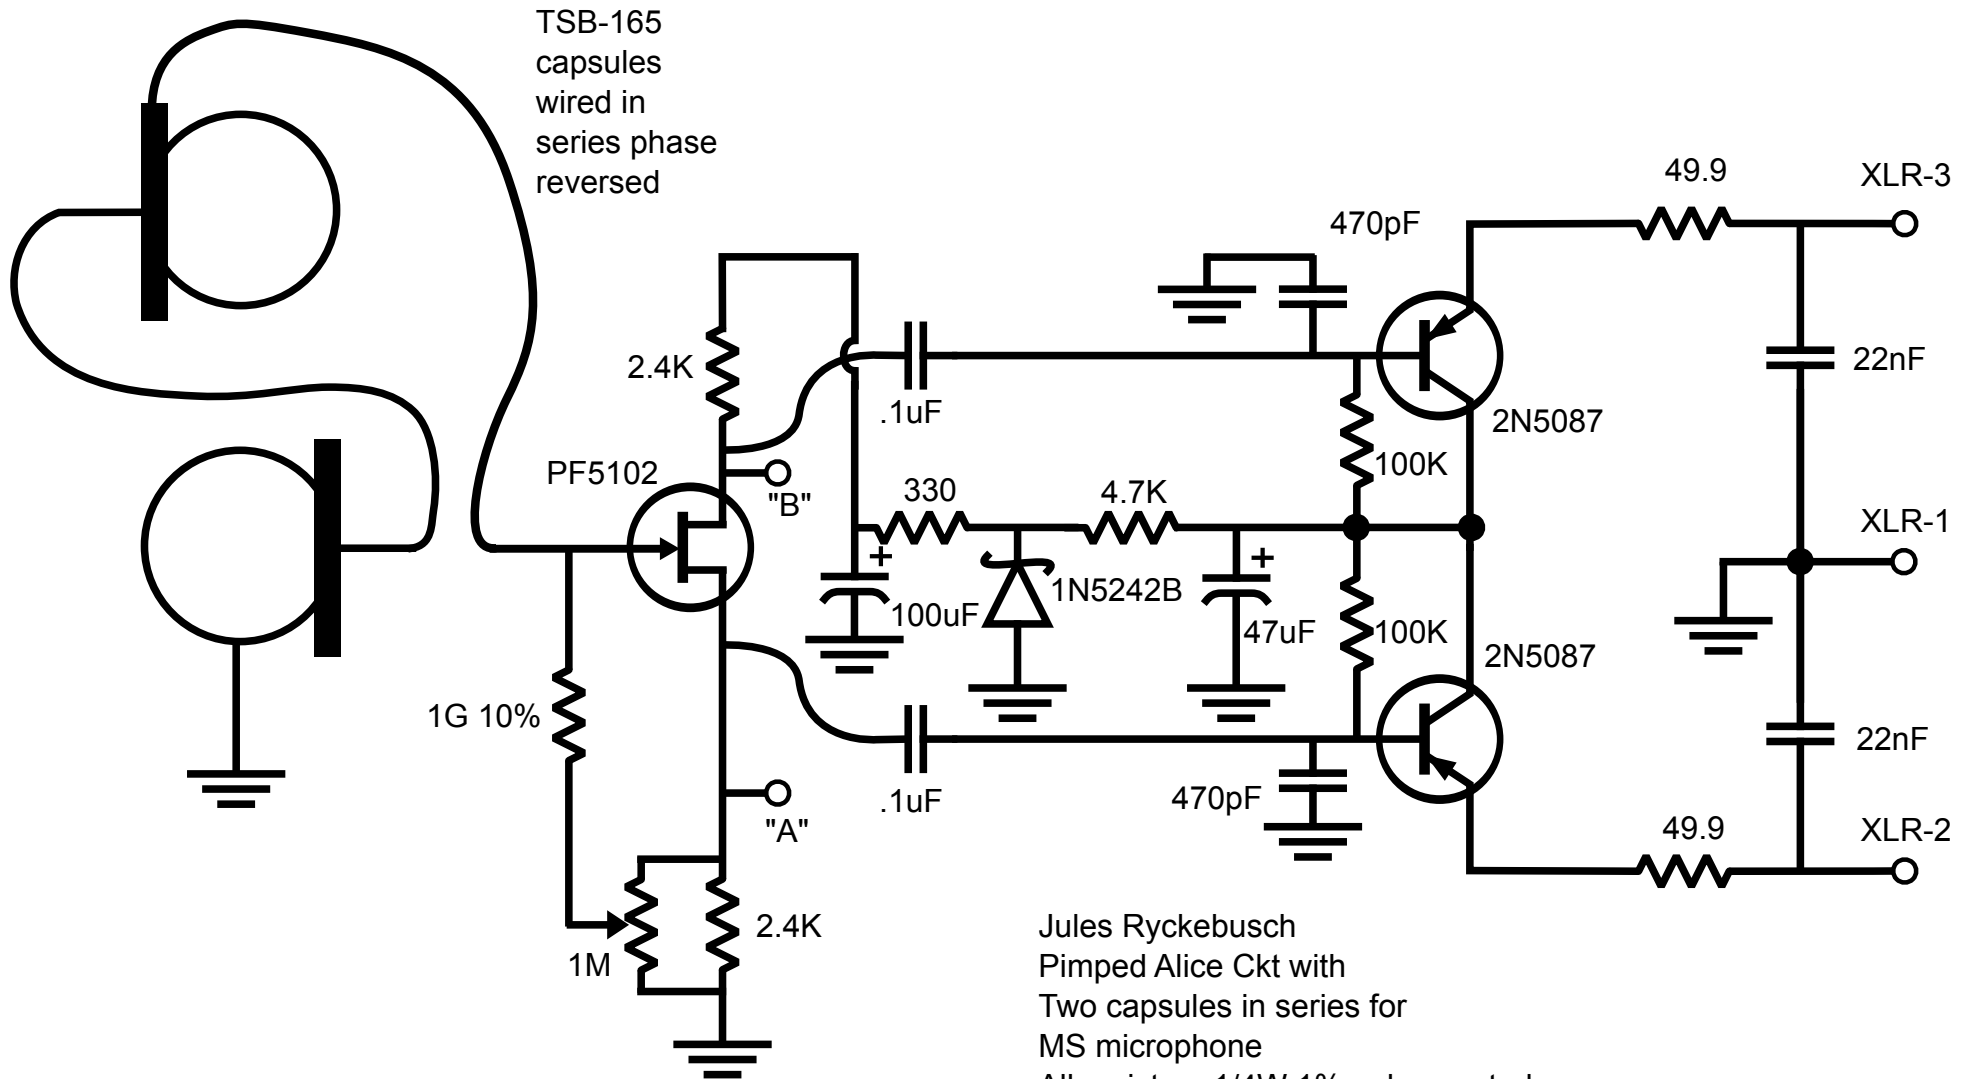 TSB-165
capsules
wired in
series phase
reversed
49.9
XLR-3
470pF
2.4K
.1uF
22nF
2N5087
PF5102
"B"
100K
330
4.7K
XLR-1
+
+
1N5242B
100uF
47uF
100K
2N5087
1G 10%
22nF
470pF
.1uF
"A"
49.9
XLR-2
2.4K
1M
Jules Ryckebusch
Pimped Alice Ckt with
Two capsules in series for
MS microphone